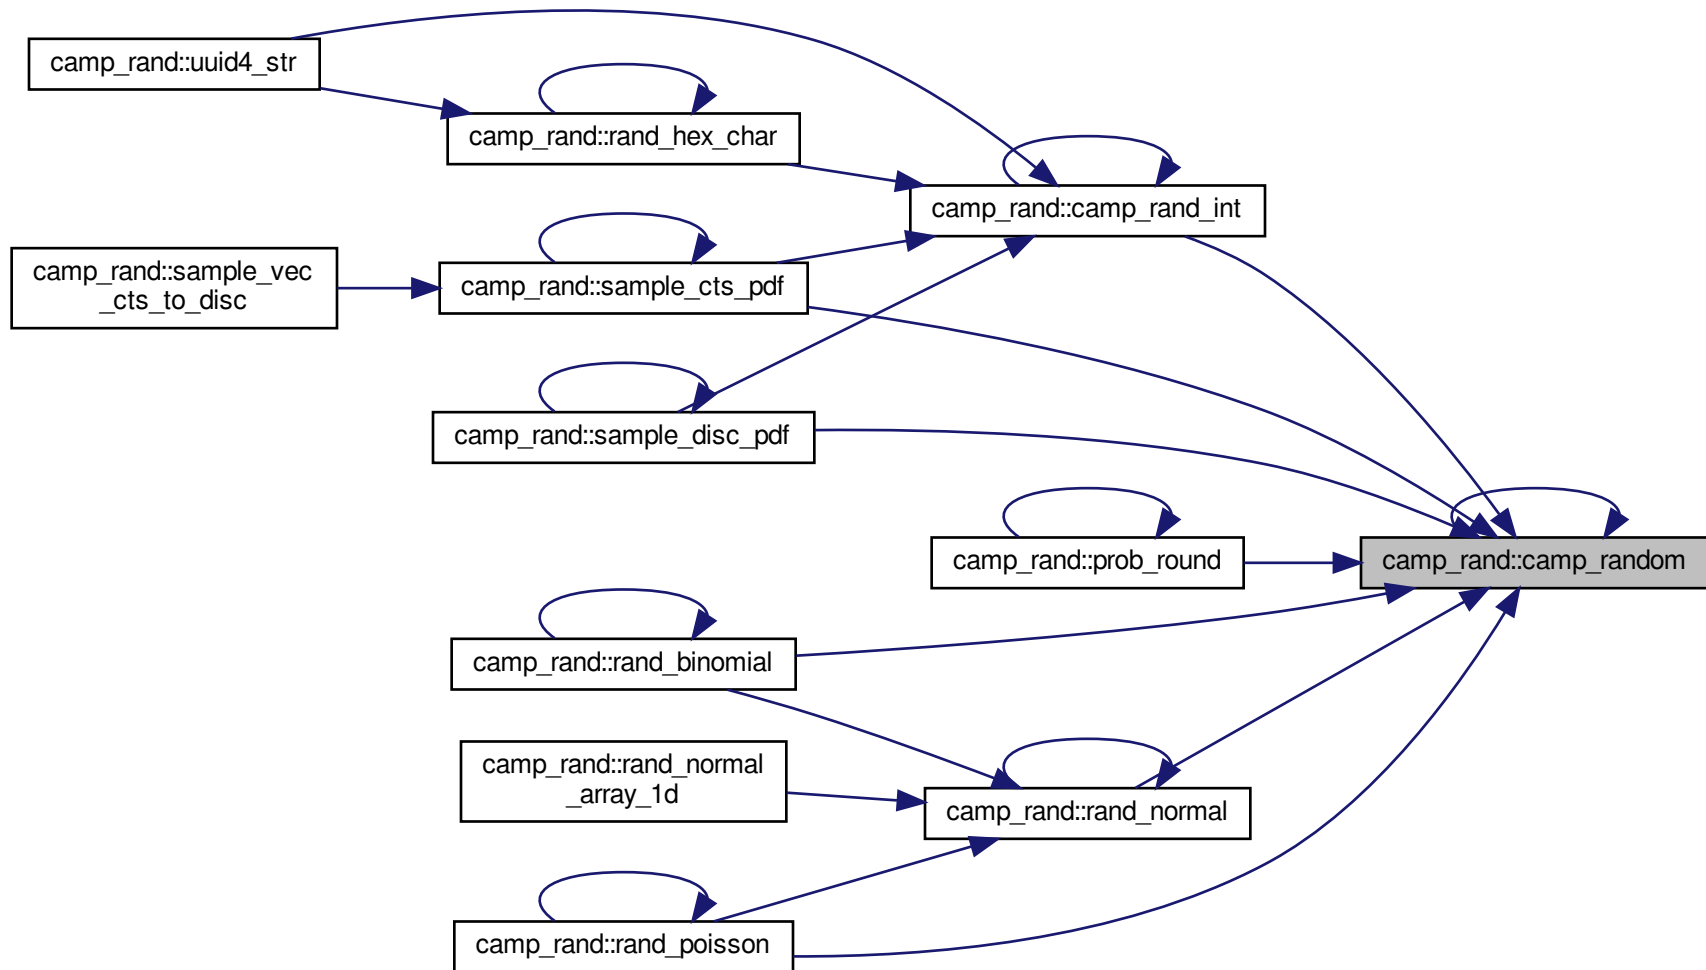 camp_rand::uuid4_str
camp_rand::rand_hex_char
camp_rand::camp_rand_int
camp_rand::sample_vec
_cts_to_disc
camp_rand::sample_cts_pdf
camp_rand::sample_disc_pdf
camp_rand::prob_round
camp_rand::camp_random
camp_rand::rand_binomial
camp_rand::rand_normal
_array_1d
camp_rand::rand_normal
camp_rand::rand_poisson